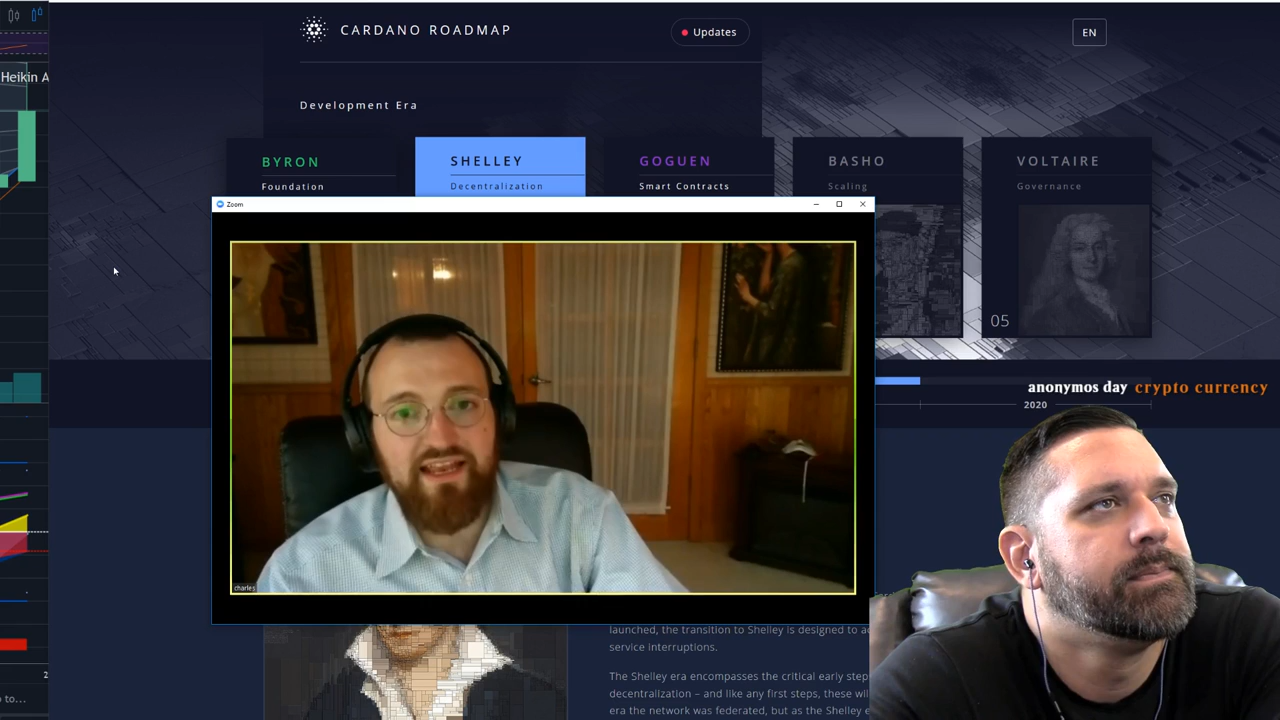 CARDANO ROADMAP
Updates
EN
Heikin A
Development Era
BYRON
Foundation
SHELLEY
Decentralization
GOGUEN
Smart Contracts
BASHO
Scaling
VOLTAIRE
Governance
Zoom
05
anonymos day crypto currency
2020
charles
launched, the transition to Shelley is designed to a
service interruptions.
The Shelley era encompasses the critical early step
decentralization – and like any first steps, these wil
era the network was federated, but as the Shelley e
2
to...